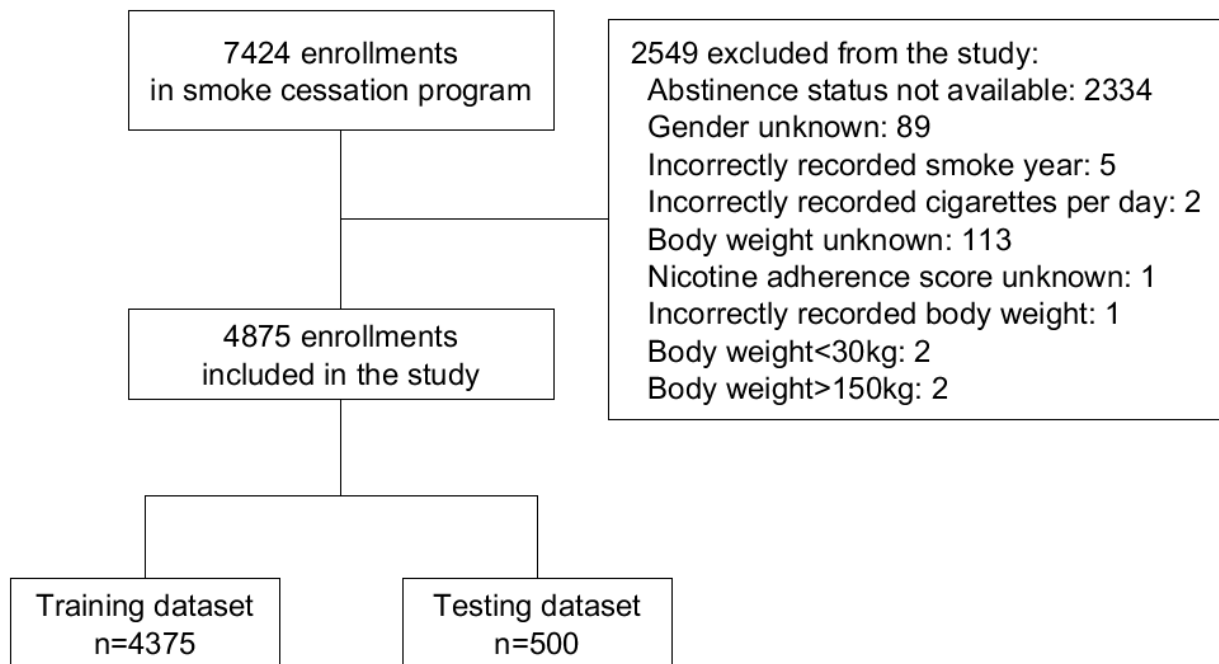 7424 enrollments
in smoke cessation program
2549 excluded from the study:
Abstinence status not available: 2334
Gender unknown: 89
Incorrectly recorded smoke year: 5
Incorrectly recorded cigarettes per day: 2
Body weight unknown: 113
Nicotine adherence score unknown: 1
Incorrectly recorded body weight: 1
Body weight<30kg: 2
Body weight>150kg: 2
4875 enrollments
included in the study
Training dataset
n=4375
Testing dataset
n=500